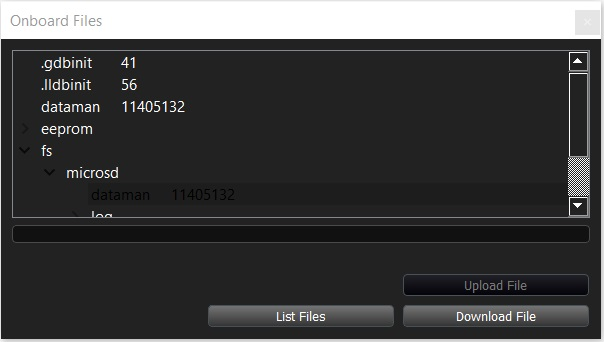 Onboard Files
.gdbinit 41
.lldbinit 56
dataman 11405132
eeprom
fs
microsd
dataman 11405132
log
Upload File
List Files Download File